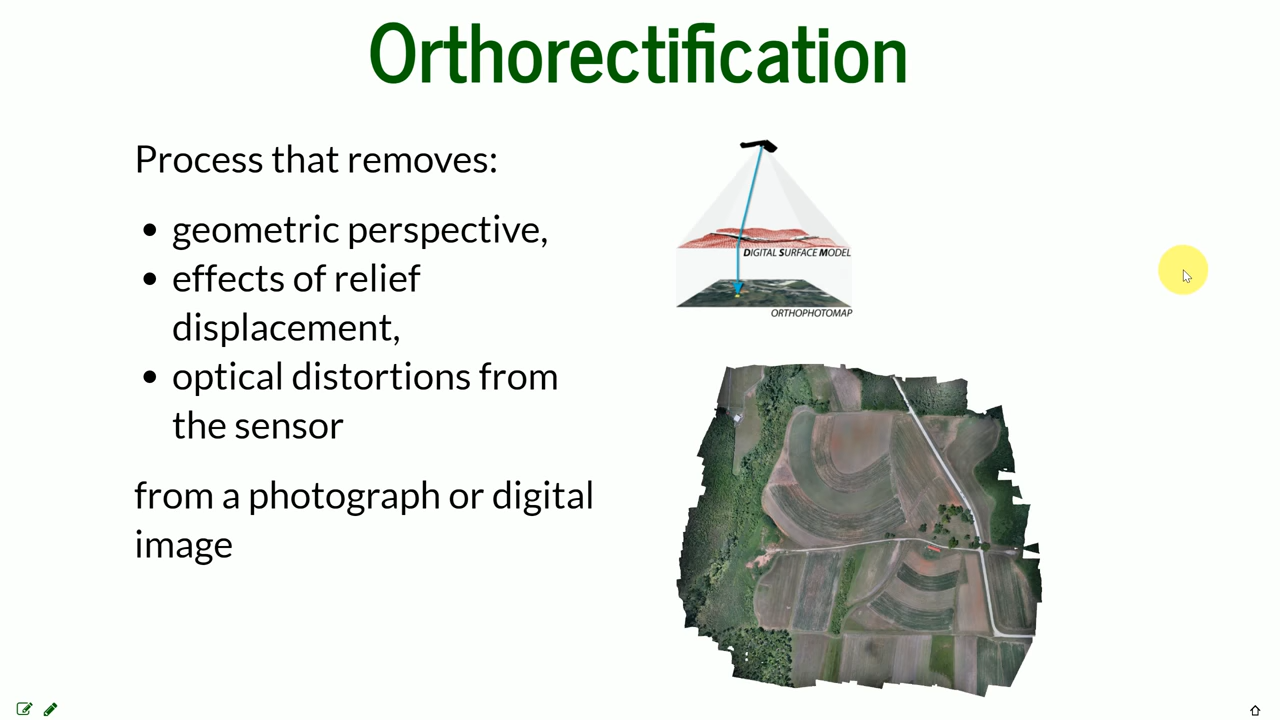 Orthorectification
Process that removes:
• geometric perspective,
• effects of relief
displacement,
• optical distortions from
the sensor
from a photograph or digital
image
DIGITAL SURFACE MODEL
ORTHOPHOTOMAP